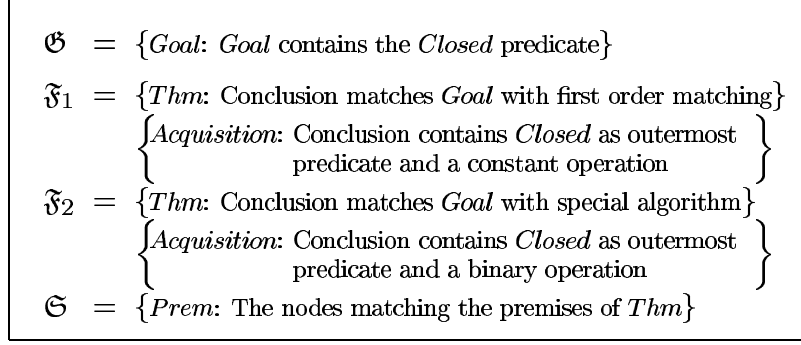 𝔊 = {Goal: Goal contains the Closed predicate}
𝔉₁ = {Thm: Conclusion matches Goal with first order matching}
{Acquisition: Conclusion contains Closed as outermost
predicate and a constant operation}
𝔉₂ = {Thm: Conclusion matches Goal with special algorithm}
{Acquisition: Conclusion contains Closed as outermost
predicate and a binary operation}
𝔖 = {Prem: The nodes matching the premises of Thm}